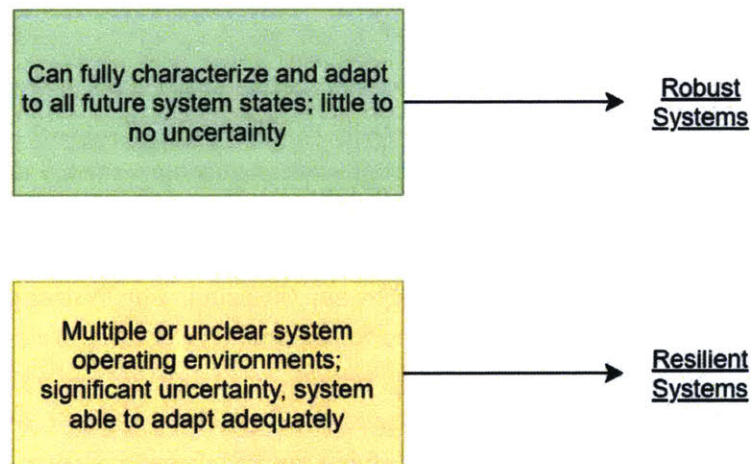 Can fully characterize and adapt
to all future system states; little to
no uncertainty
Robust
Systems
Multiple or unclear system
operating environments;
significant uncertainty, system
able to adapt adequately
Resilient
Systems